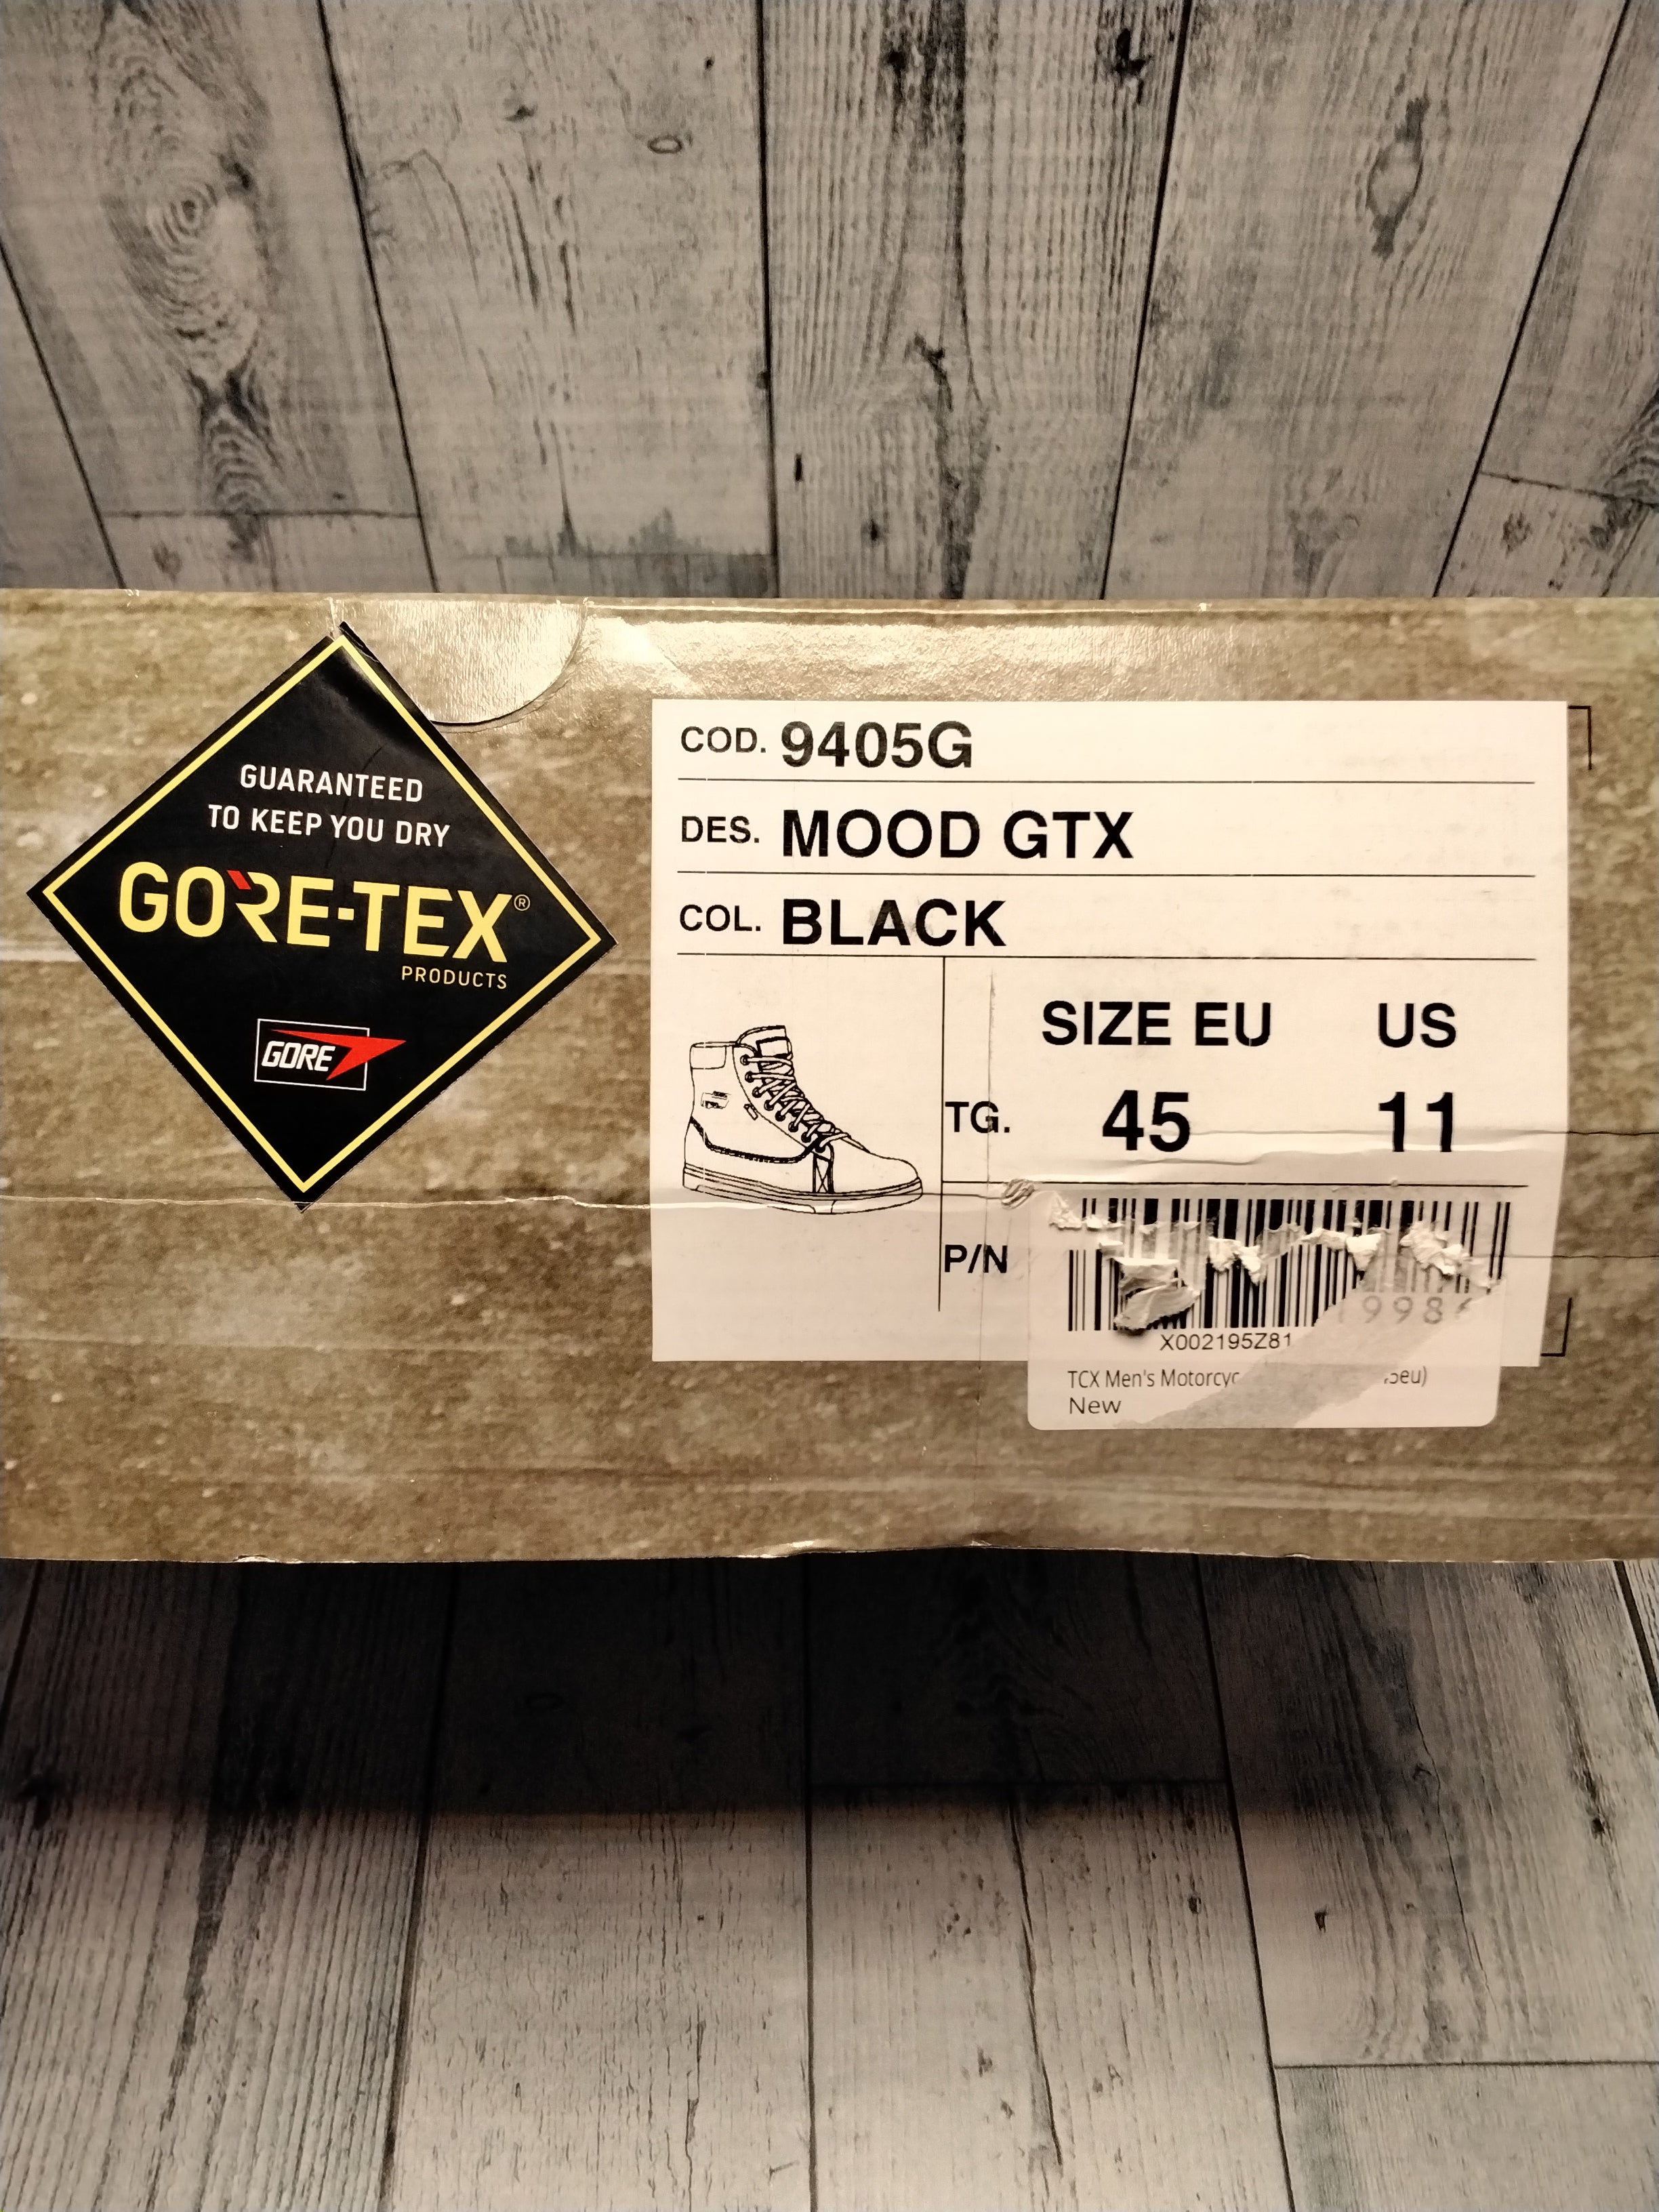 GUARANTEED
TO KEEP YOU DRY
GORE-TEX®
PRODUCTS
GORE
COD. 9405G
DES. MOOD GTX
COL. BLACK
SIZE EU US
TG. 45 11
P/N
998
X002195Z81
TCX Men's
New